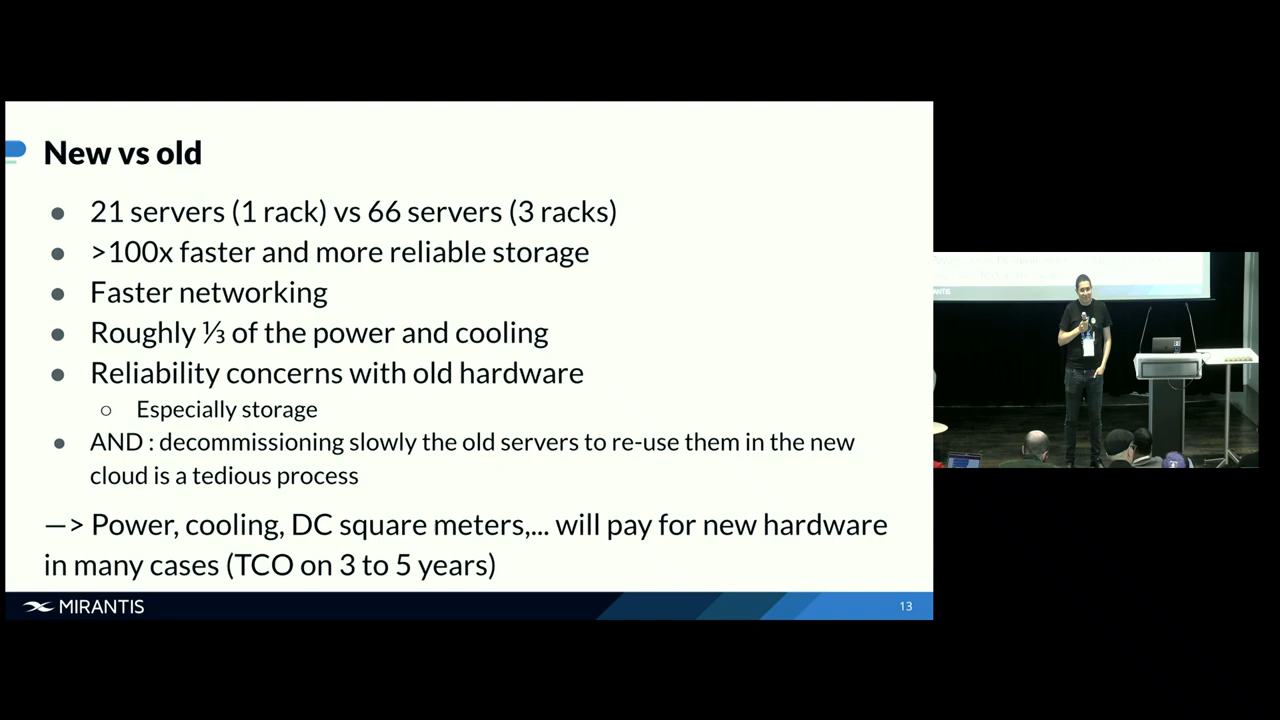 New vs old
● 21 servers (1 rack) vs 66 servers (3 racks)
● >100x faster and more reliable storage
● Faster networking
● Roughly ⅓ of the power and cooling
● Reliability concerns with old hardware
○ Especially storage
● AND : decommissioning slowly the old servers to re-use them in the new
cloud is a tedious process
—> Power, cooling, DC square meters,... will pay for new hardware
in many cases (TCO on 3 to 5 years)
MIRANTIS
13